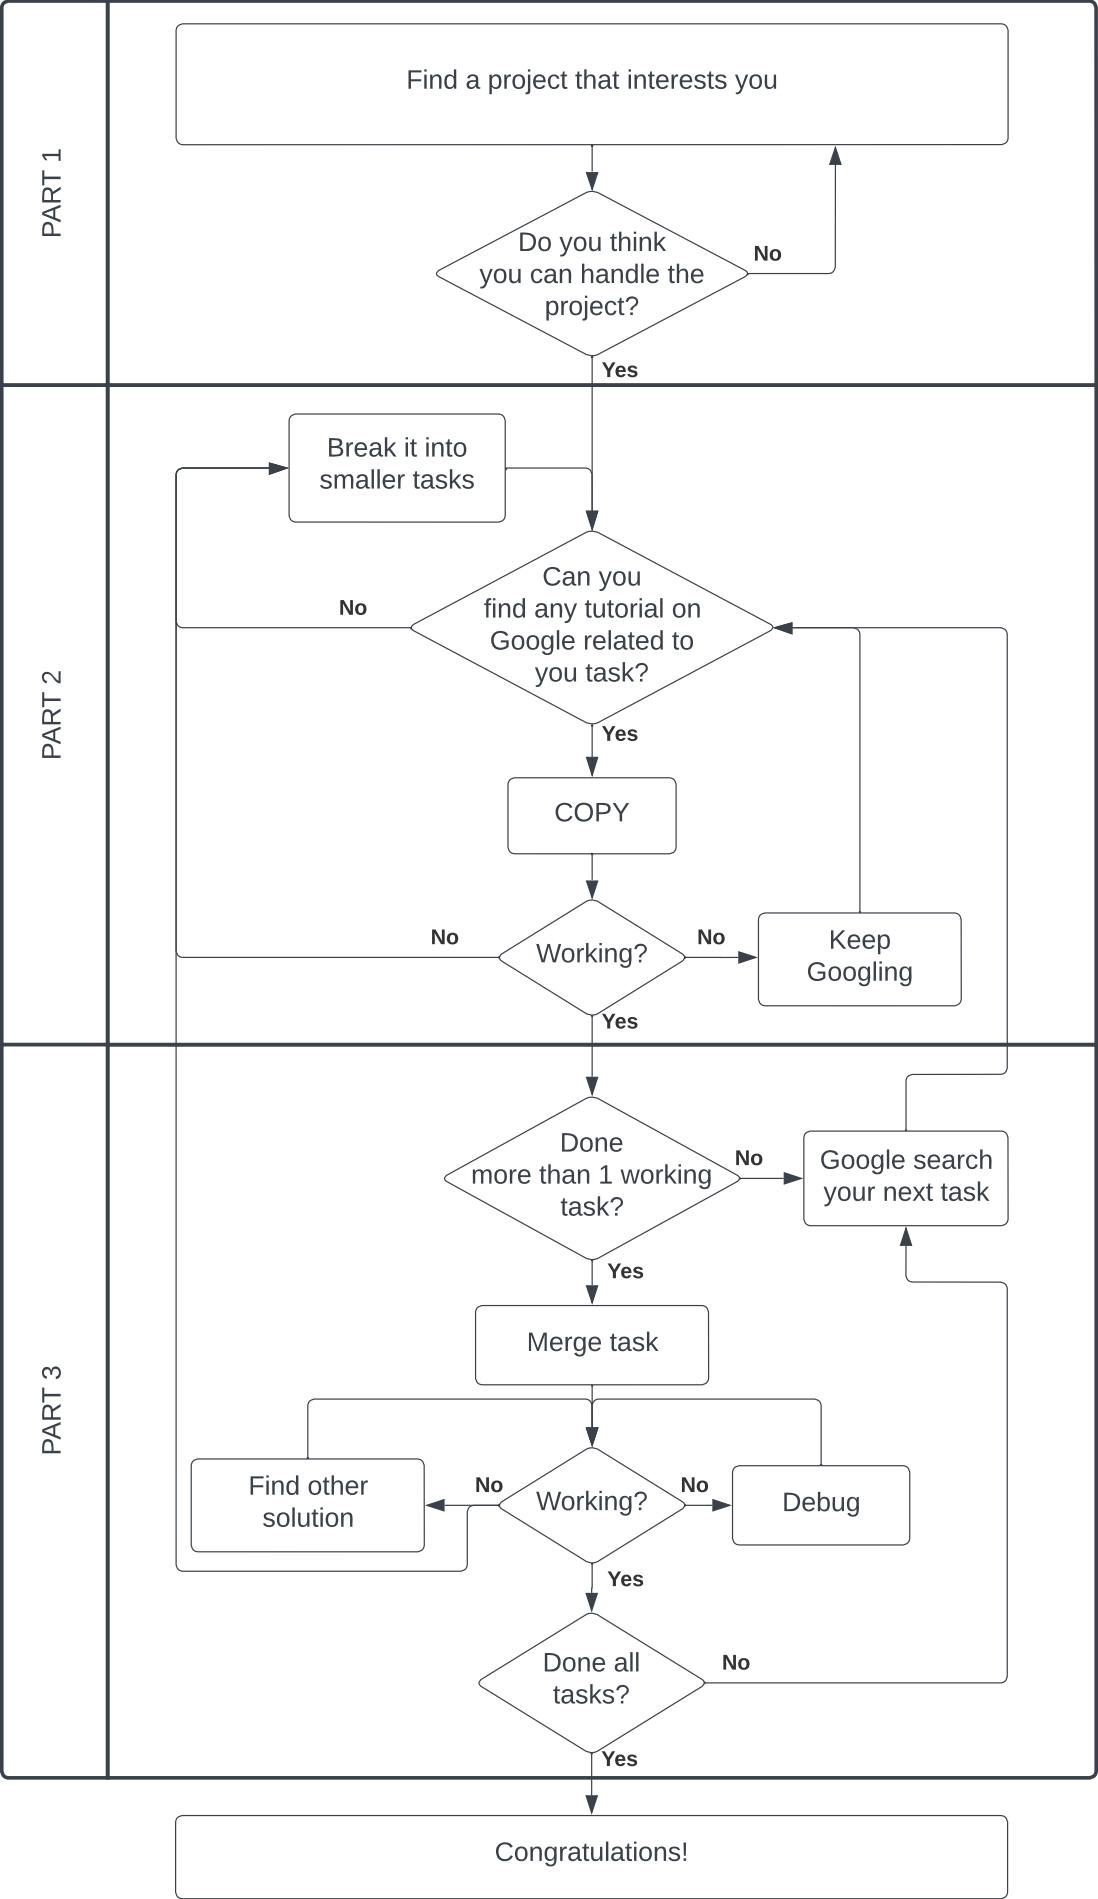 PART 1
Find a project that interests you
Do you think
you can handle the
project?
No
Yes
PART 2
Break it into
smaller tasks
Can you
find any tutorial on
Google related to
you task?
No
Yes
COPY
Working?
No
No
Keep
Googling
Yes
PART 3
Done
more than 1 working
task?
No
Google search
your next task
Yes
Merge task
Find other
solution
No
Working?
No
Debug
Yes
Done all
tasks?
No
Yes
Congratulations!